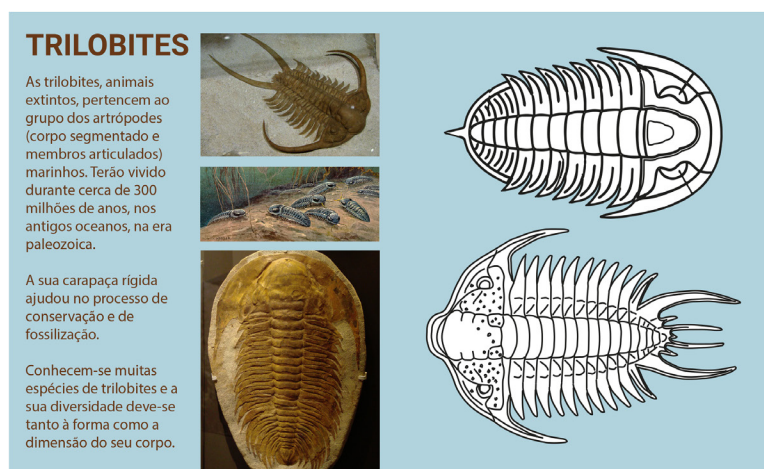 TRILOBITES
As trilobites, animais
extintos, pertencem ao
grupo dos artrópodes
(corpo segmentado e
membros articulados)
marinhos. Terão vivido
durante cerca de 300
milhões de anos, nos
antigos oceanos, na era
paleozoica.
A sua carapaça rígida
ajudou no processo de
conservação e de
fossilização.
Conhecem-se muitas
espécies de trilobites e a
sua diversidade deve-se
tanto à forma como a
dimensão do seu corpo.